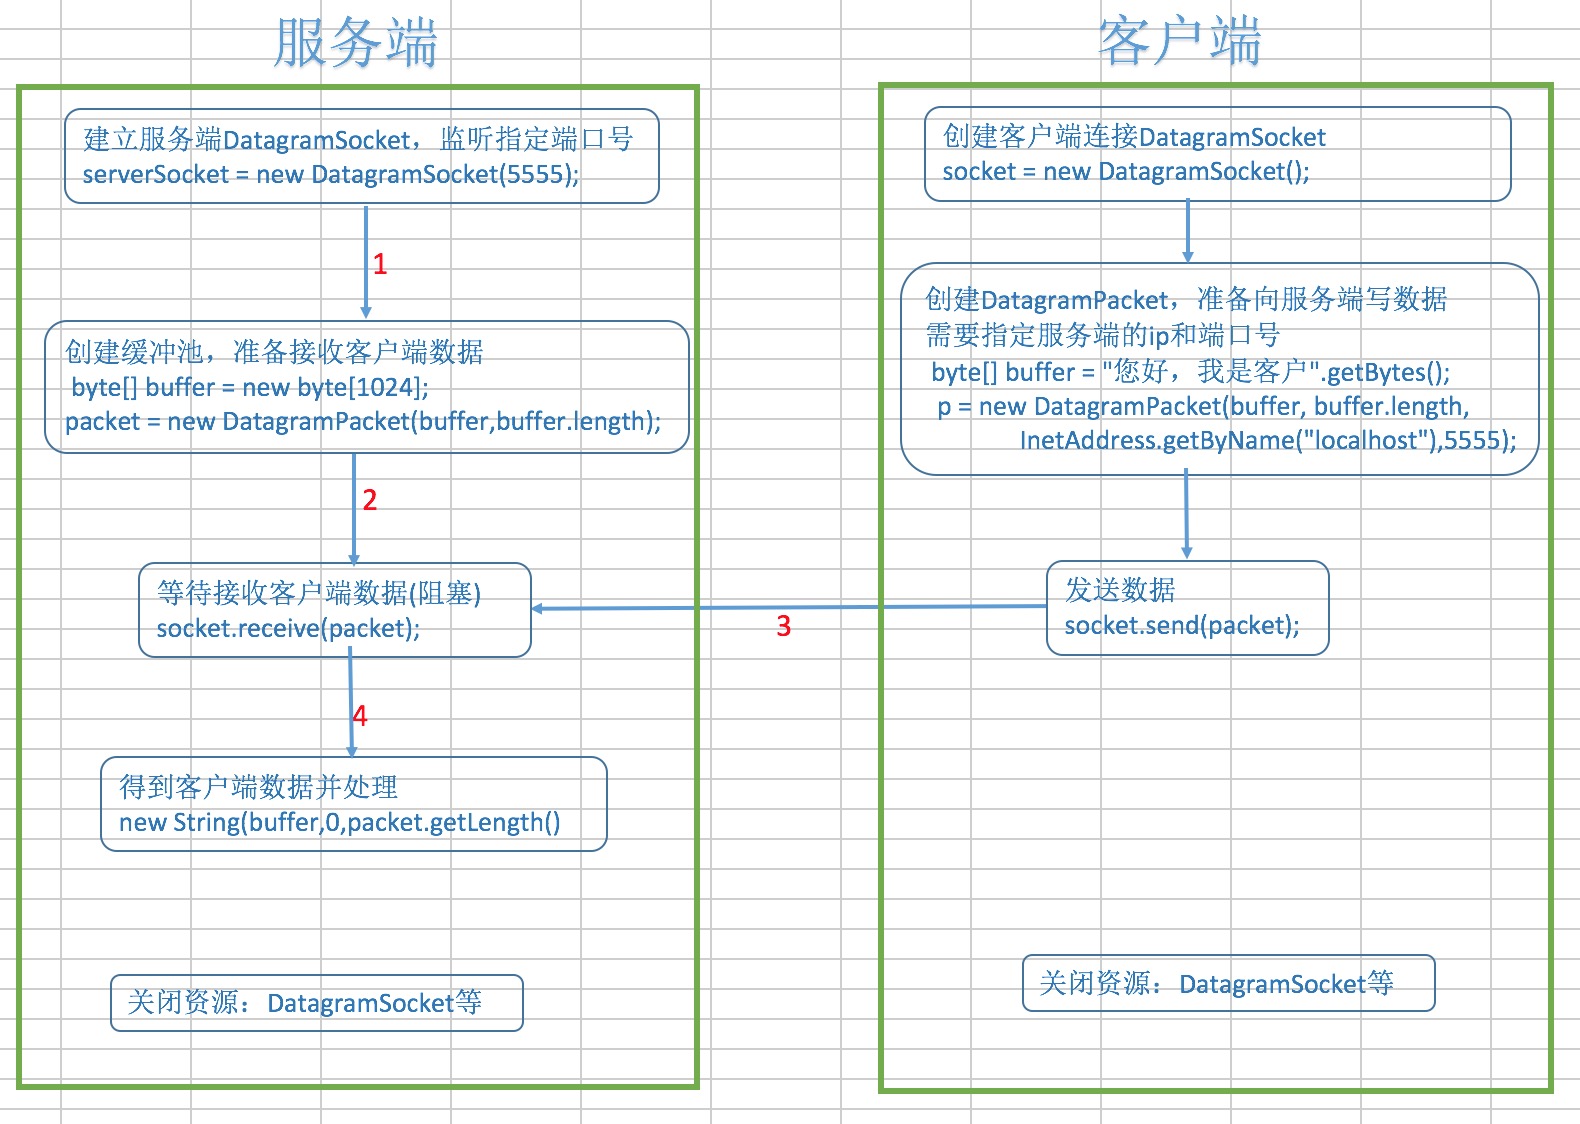 服务端
建立服务端DatagramSocket，监听指定端口号
serverSocket = new DatagramSocket(5555);
1
创建缓冲池，准备接收客户端数据
byte[] buffer = new byte[1024];
packet = new DatagramPacket(buffer,buffer.length);
2
等待接收客户端数据(阻塞)
socket.receive(packet);
3
4
得到客户端数据并处理
new String(buffer,0,packet.getLength()
关闭资源：DatagramSocket等
客户端
创建客户端连接DatagramSocket
socket = new DatagramSocket();
创建DatagramPacket，准备向服务端写数据
需要指定服务端的ip和端口号
byte[] buffer = "您好，我是客户".getBytes();
p = new DatagramPacket(buffer, buffer.length,
InetAddress.getByName("localhost"),5555);
发送数据
socket.send(packet);
关闭资源：DatagramSocket等